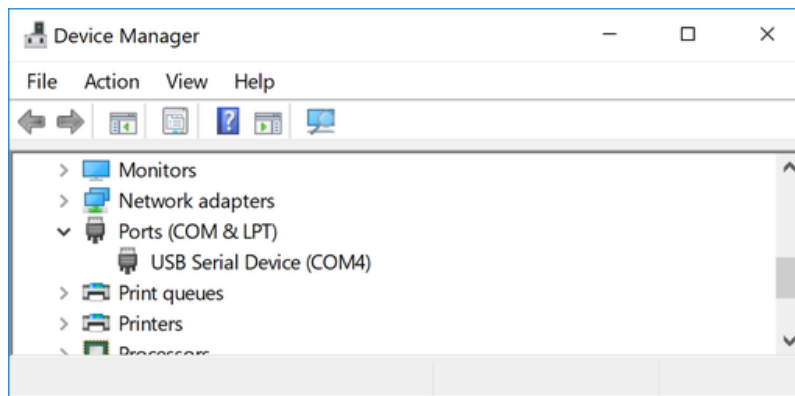 Device Manager
File Action View Help
Monitors
Network adapters
Ports (COM & LPT)
USB Serial Device (COM4)
Print queues
Printers
Processors